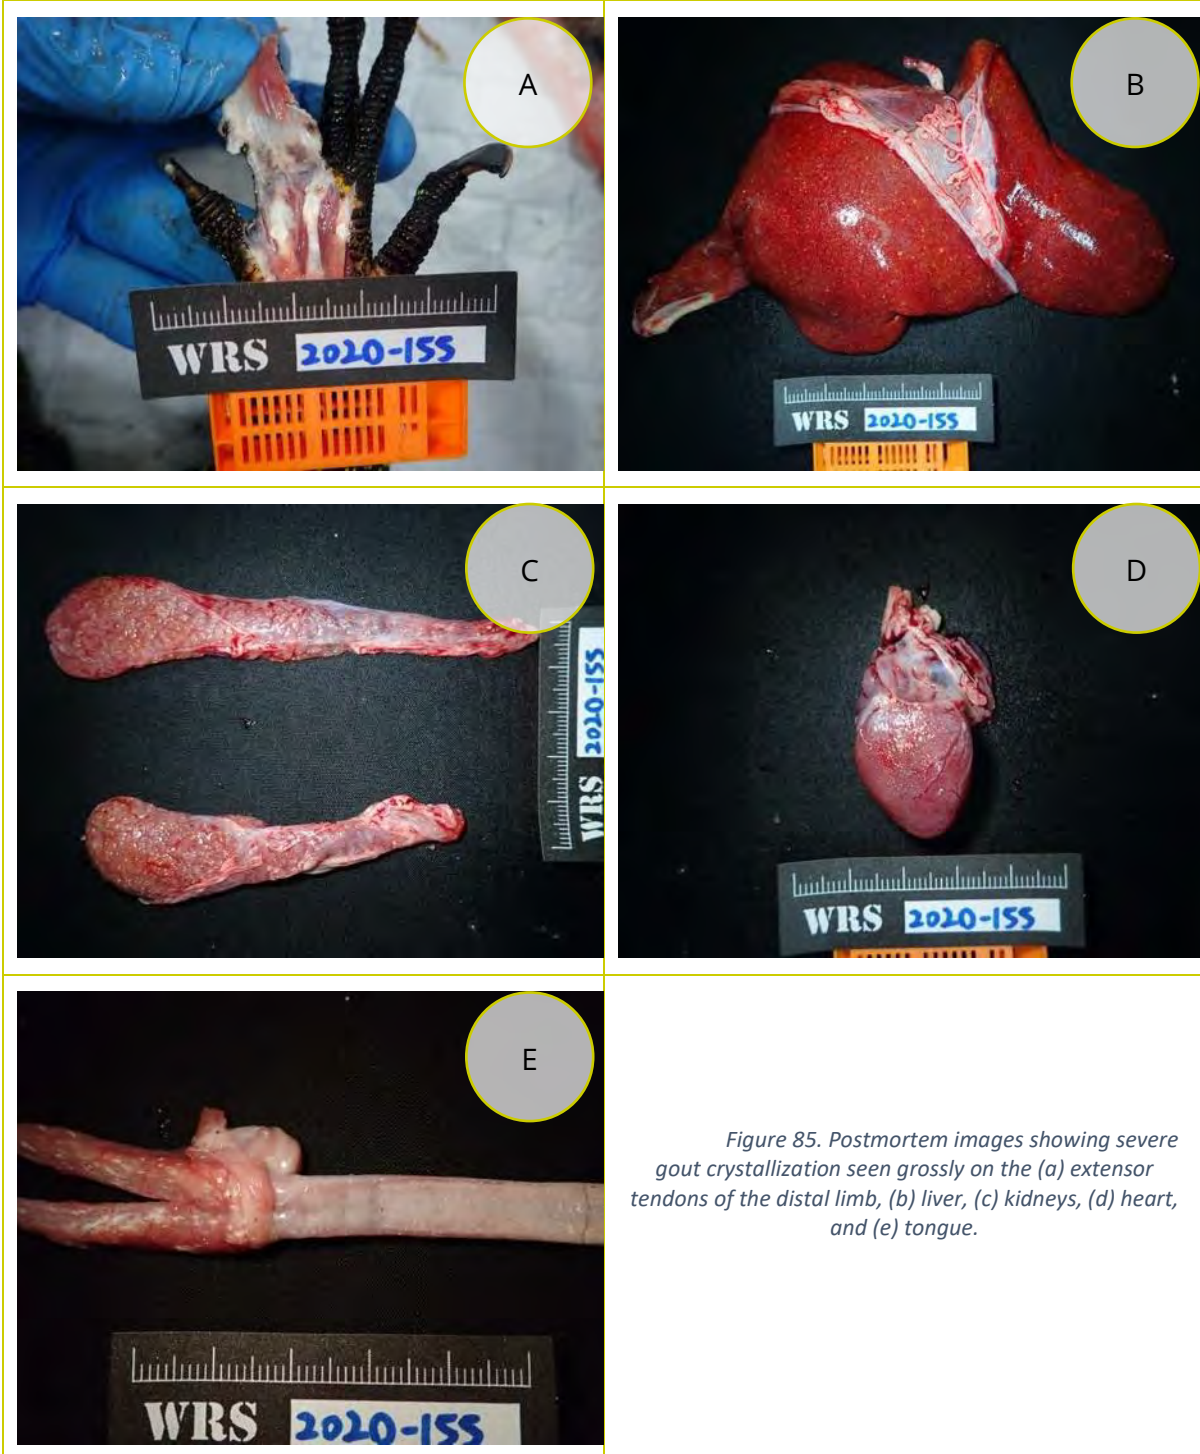 A
WRS 2020-155
B
WRS 2020-155
C
WRS 2020-155
D
WRS 2020-155
E
WRS 2020-155
Figure 85. Postmortem images showing severe
gout crystallization seen grossly on the (a) extensor
tendons of the distal limb, (b) liver, (c) kidneys, (d) heart,
and (e) tongue.